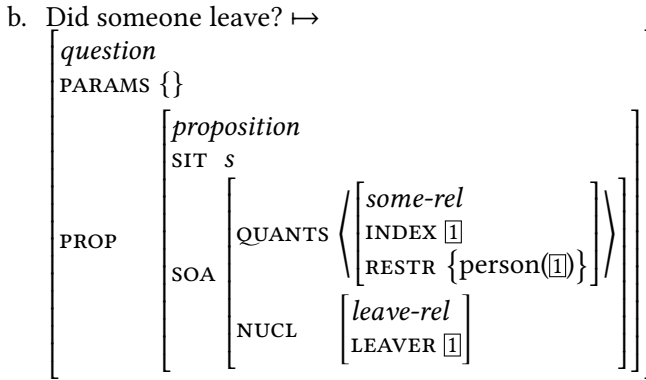 b. Did someone leave? ↦
question
PARAMS {}
proposition
SIT s
some-rel
QUANTS ⟨ INDEX 1 ⟩
RESTR {person(1)}
PROP
SOA
leave-rel
NUCL
LEAVER 1